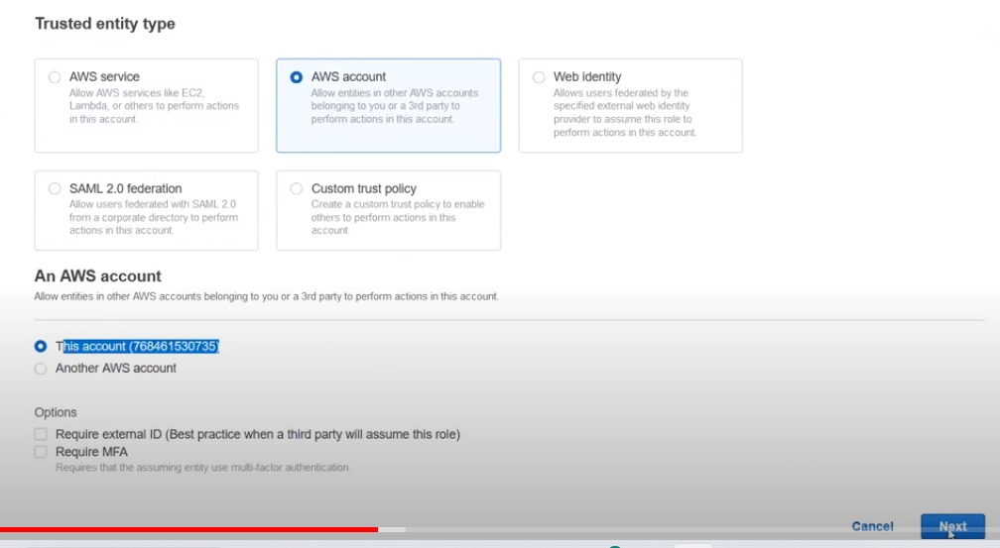 Trusted entity type
AWS service
Allow AWS services like EC2,
Lambda, or others to perform actions
in this account.
AWS account
Allow entities in other AWS accounts
belonging to you or a 3rd party to
perform actions in this account.
Web identity
Allows users federated by the
specified external web identity
provider to assume this role to
perform actions in this account.
SAML 2.0 federation
Allow users federated with SAML 2.0
from a corporate directory to perform
actions in this account.
Custom trust policy
Create a custom trust policy to enable
others to perform actions in this
account.
An AWS account
Allow entities in other AWS accounts belonging to you or a 3rd party to perform actions in this account.
This account (768461530735)
Another AWS account
Options
Require external ID (Best practice when a third party will assume this role)
Require MFA
Requires that the assuming entity use multi-factor authentication.
Cancel
Next